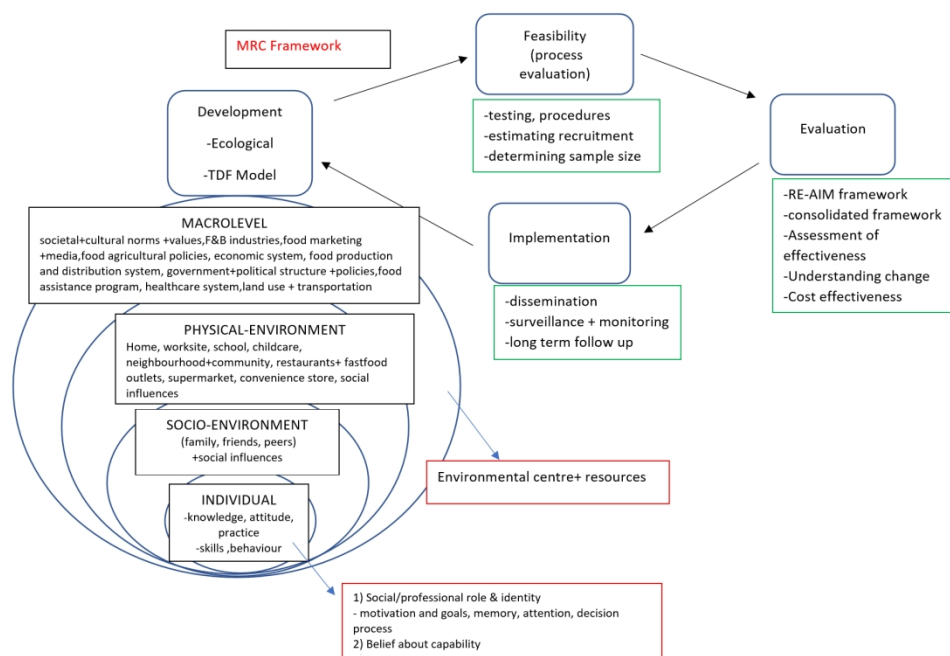 MRC Framework
Feasibility
(process
evaluation)
-testing, procedures
-estimating recruitment
-determining sample size
Evaluation
-RE-AIM framework
-consolidated framework
-Assessment of
effectiveness
-Understanding change
-Cost effectiveness
Implementation
-dissemination
-surveillance + monitoring
-long term follow up
Development
-Ecological
-TDF Model
MACROLEVEL
societal+cultural norms +values,F&B industries,food marketing
+media,food agricultural policies, economic system, food production
and distribution system, government+political structure +policies,food
assistance program, healthcare system,land use + transportation
PHYSICAL-ENVIRONMENT
Home, worksite, school, childcare,
neighbourhood+community, restaurants+ fastfood
outlets, supermarket, convenience store, social
influences
SOCIO-ENVIRONMENT
(family, friends, peers)
+social influences
INDIVIDUAL
-knowledge, attitude,
practice
-skills ,behaviour
Environmental centre+ resources
1) Social/professional role & identity
- motivation and goals, memory, attention, decision
process
2) Belief about capability